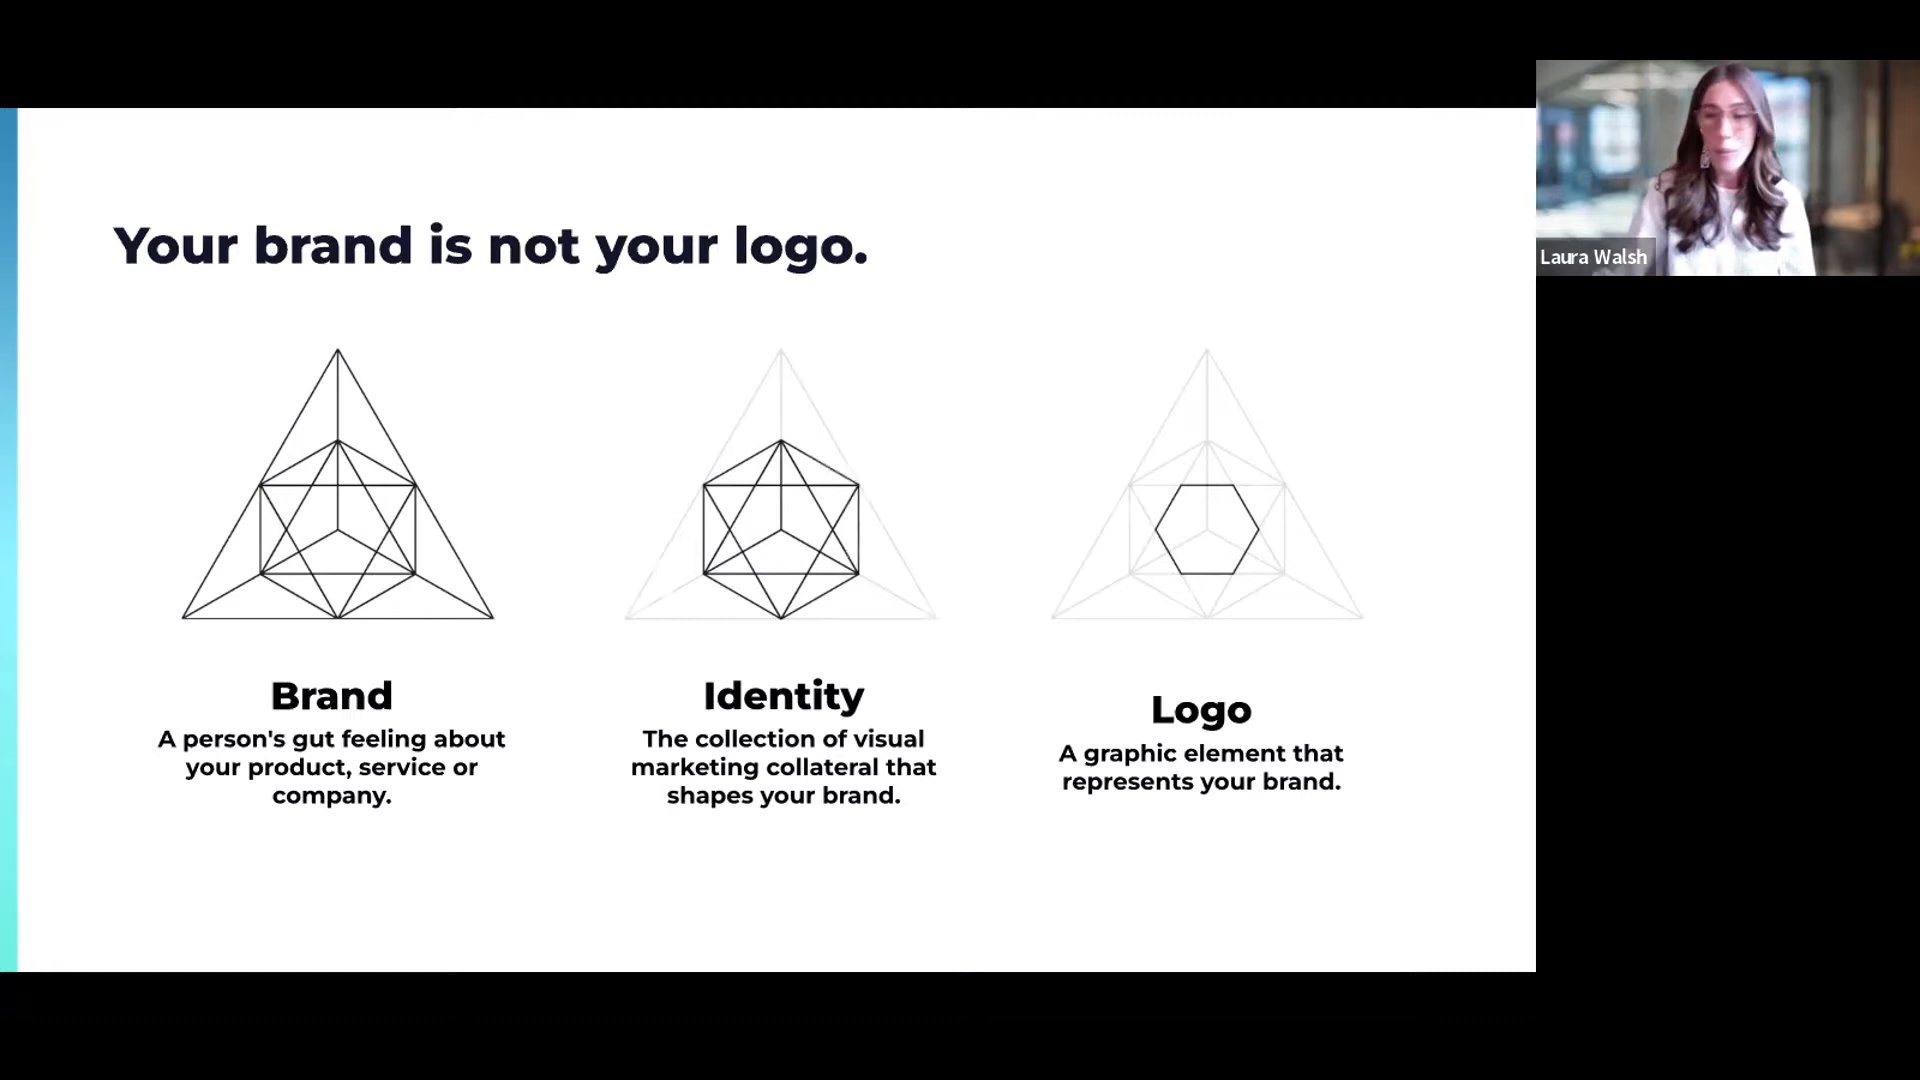 Your brand is not your logo.
Brand
A person's gut feeling about
your product, service or
company.
Identity
The collection of visual
marketing collateral that
shapes your brand.
Logo
A graphic element that
represents your brand.
Laura Walsh